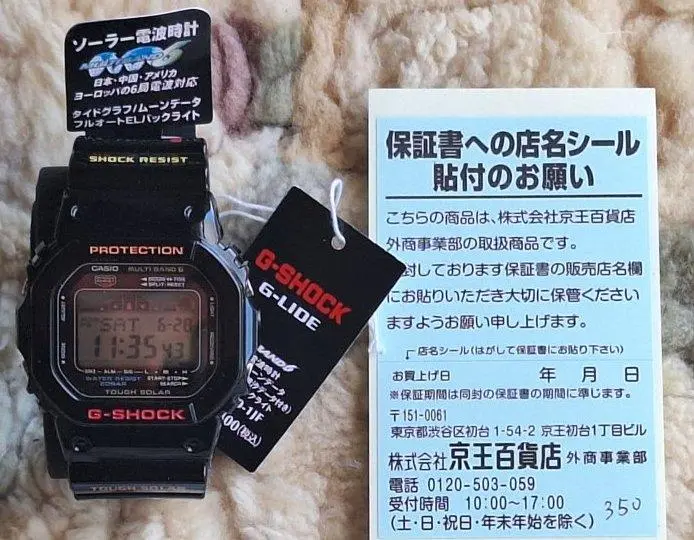 ソーラー電波時計
MULTIBAND 6
日本・中国・アメリカ
ヨーロッパの6局電波対応
タイドグラフ/ムーンデータ
フルオートELバックライト
SHOCK RESIST
PROTECTION
CASIO MULTI BAND 6
ADJUST
LIGHT
MODE
SAT 6-20
11:35 43
WATER RESIST
20BAR
START/STOP
SEARCH
TOUGH SOLAR
G-SHOCK
TOUGH SOLAR
G-SHOCK
G-LIDE
-1JF
保証書への店名シール
貼付のお願い
こちらの商品は、株式会社京王百貨店
外商事業部の取扱商品です。
封しております保証書の販売店名欄
にお貼りいただき大切に保管ください
ますようお願い申し上げます。
店名シール(はがして保証書にお貼り下さい)
お買上げ日 年 月 日
※保証期間は同封の保証書の期間に準じます。
〒151-0061
東京都渋谷区初台1-54-2 京王初台1丁目ビル
株式会社京王百貨店 外商事業部
電話 0120-503-059
受付時間 10:00~17:00
(土・日・祝日・年末年始を除く)
350